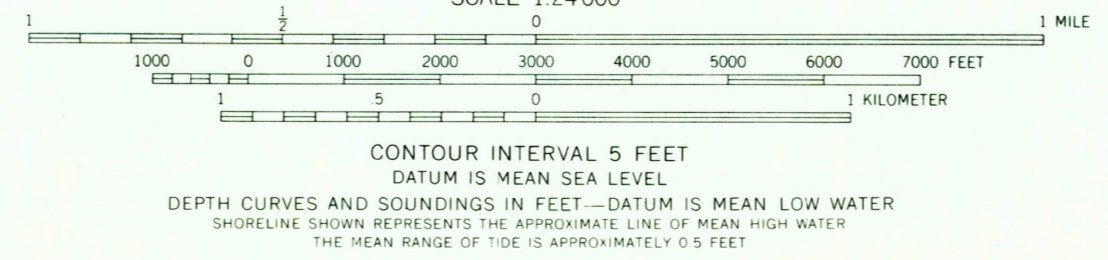 SCALE 1:24000
1 1/2 0 1 MILE
1000 0 1000 2000 3000 4000 5000 6000 7000 FEET
1 .5 0 1 KILOMETER
CONTOUR INTERVAL 5 FEET
DATUM IS MEAN SEA LEVEL
DEPTH CURVES AND SOUNDINGS IN FEET—DATUM IS MEAN LOW WATER
SHORELINE SHOWN REPRESENTS THE APPROXIMATE LINE OF MEAN HIGH WATER
THE MEAN RANGE OF TIDE IS APPROXIMATELY 0.5 FEET